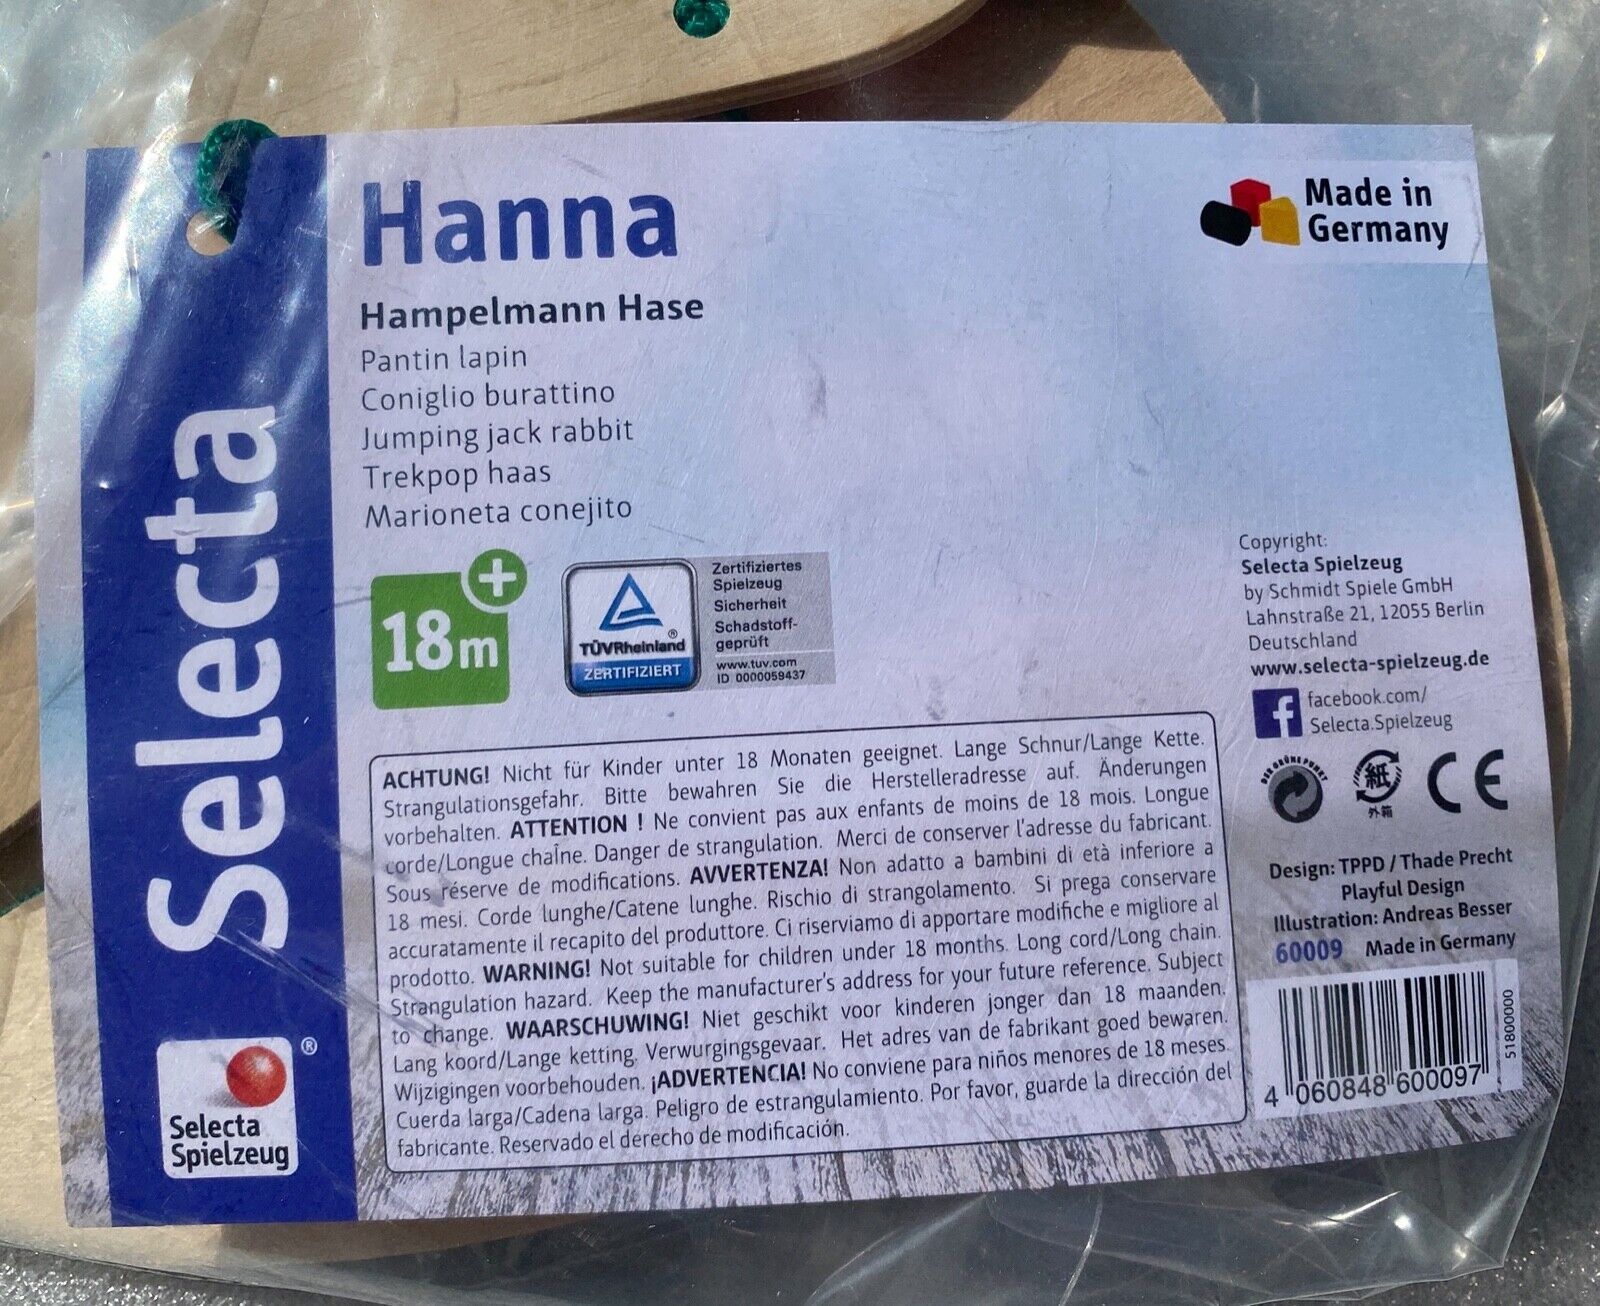 Selecta
Selecta
Spielzeug
®
Hanna
Hampelmann Hase
Pantin lapin
Coniglio burattino
Jumping jack rabbit
Trekpop haas
Marioneta conejito
Made in
Germany
18m+
TÜVRheinland®
ZERTIFIZIERT
Zertifiziertes
Spielzeug
Sicherheit
Schadstoff-
geprüft
www.tuv.com
ID 0000059437
ACHTUNG! Nicht für Kinder unter 18 Monaten geeignet. Lange Schnur/Lange Kette.
Strangulationsgefahr. Bitte bewahren Sie die Herstelleradresse auf. Änderungen
vorbehalten. ATTENTION ! Ne convient pas aux enfants de moins de 18 mois. Longue
corde/Longue chaîne. Danger de strangulation. Merci de conserver l'adresse du fabricant.
Sous réserve de modifications. AVVERTENZA! Non adatto a bambini di età inferiore a
18 mesi. Corde lunghe/Catene lunghe. Rischio di strangolamento. Si prega conservare
accuratamente il recapito del produttore. Ci riserviamo di apportare modifiche e migliore al
prodotto. WARNING! Not suitable for children under 18 months. Long cord/Long chain.
Strangulation hazard. Keep the manufacturer's address for your future reference. Subject
to change. WAARSCHUWING! Niet geschikt voor kinderen jonger dan 18 maanden.
Lang koord/Lange ketting. Verwurgingsgevaar. Het adres van de fabrikant goed bewaren.
Wijzigingen voorbehouden. ¡ADVERTENCIA! No conviene para niños menores de 18 meses.
Cuerda larga/Cadena larga. Peligro de estrangulamiento. Por favor, guarde la dirección del
fabricante. Reservado el derecho de modificación.
Copyright:
Selecta Spielzeug
by Schmidt Spiele GmbH
Lahnstraße 21, 12055 Berlin
Deutschland
www.selecta-spielzeug.de
f
facebook.com/
Selecta.Spielzeug
DER GRÜNE PUNKT
紙
外箱
CE
Design: TPPD / Thade Precht
Playful Design
Illustration: Andreas Besser
60009 Made in Germany
51800000
4 060848 600097